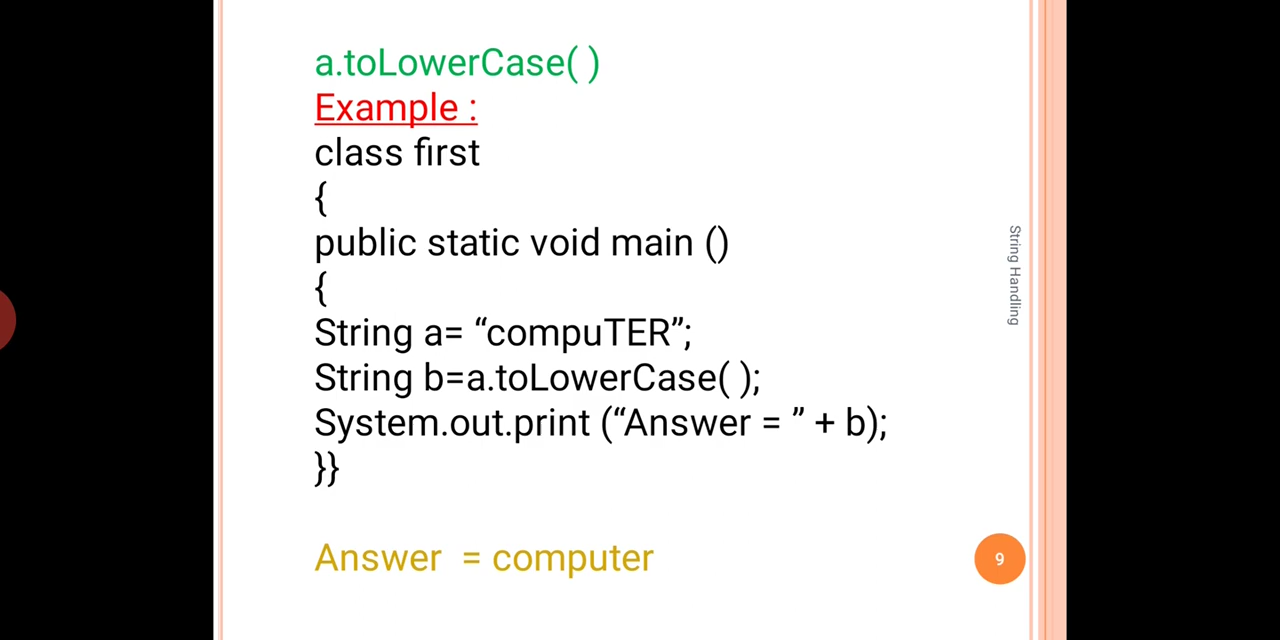 a.toLowerCase( )
Example :
class first
{
public static void main ()
{
String a= “compuTER”;
String b=a.toLowerCase( );
System.out.print (“Answer = ” + b);
}}
Answer  = computer
String Handling
9